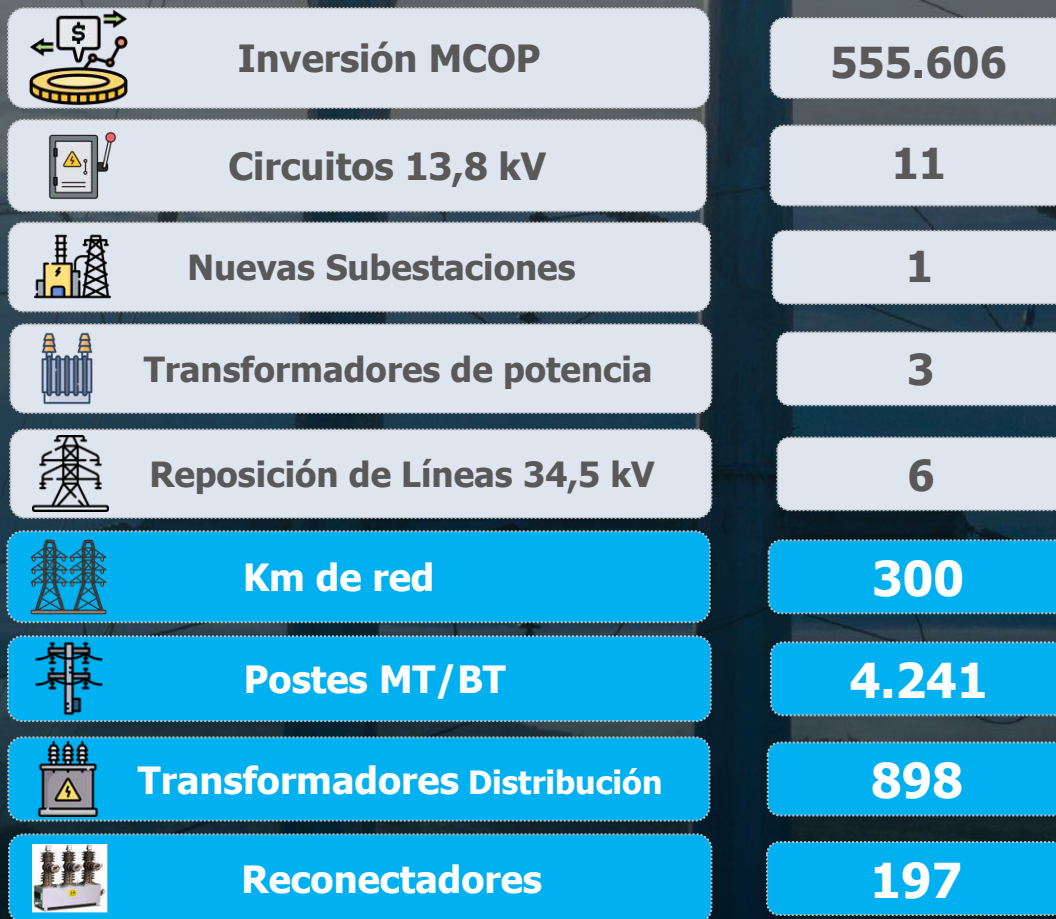 $
Inversión MCOP 555.606
Circuitos 13,8 kV 11
Nuevas Subestaciones 1
Transformadores de potencia 3
Reposición de Líneas 34,5 kV 6
Km de red 300
Postes MT/BT 4.241
Transformadores Distribución 898
Reconectadores 197